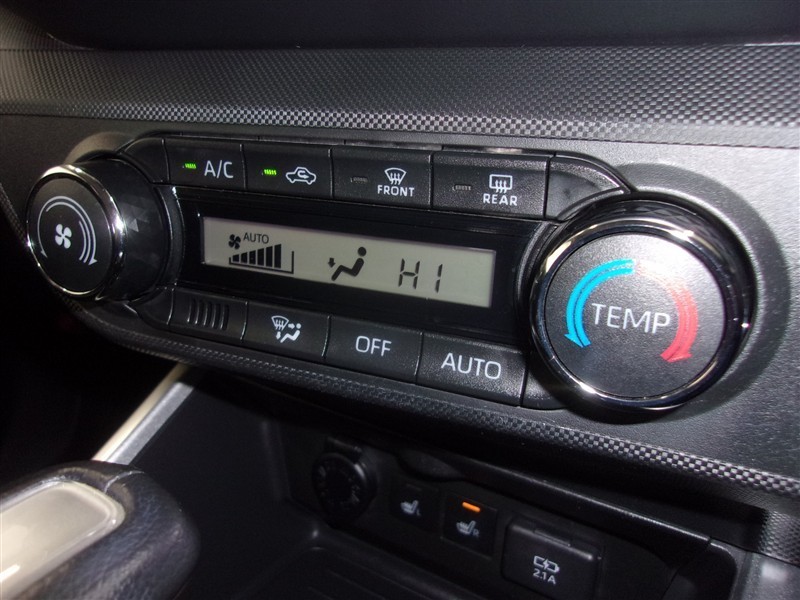 A/C
FRONT
REAR
AUTO
HI
TEMP
OFF
AUTO
L
R
2.1A